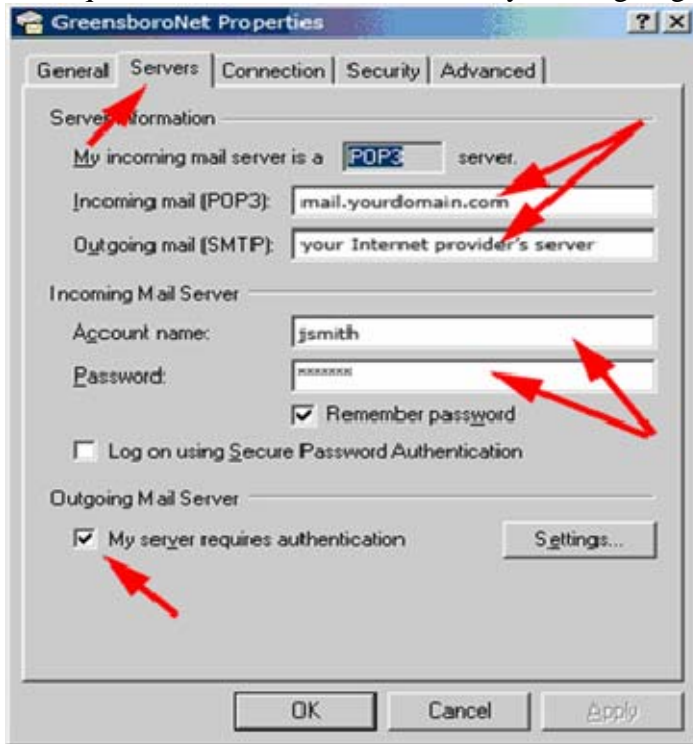 GreensboroNet Properties
General Servers Connection Security Advanced
Server Information
My incoming mail server is a POP3 server.
Incoming mail (POP3): mail.yourdomain.com
Outgoing mail (SMTP): your Internet provider's server
Incoming Mail Server
Account name: jsmith
Password: *******
Remember password
Log on using Secure Password Authentication
Outgoing Mail Server
My server requires authentication Settings...
OK Cancel Apply